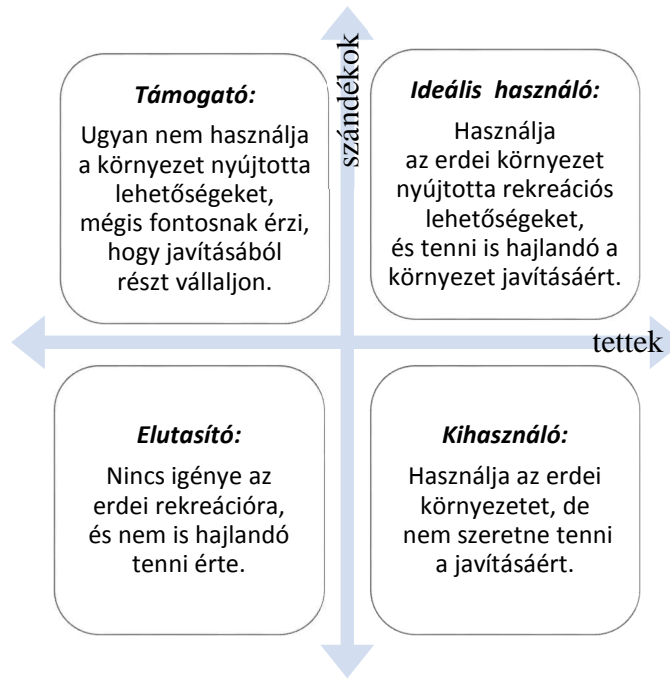 szándékok
Támogató:
Ugyan nem használja
a környezet nyújtotta
lehetőségeket,
mégis fontosnak érzi,
hogy javításából
részt vállaljon.
Ideális használó:
Használja
az erdei környezet
nyújtotta rekreációs
lehetőségeket,
és tenni is hajlandó a
környezet javításáért.
tettek
Elutasító:
Nincs igénye az
erdei rekreációra,
és nem is hajlandó
tenni érte.
Kihasználó:
Használja az erdei
környezetet, de
nem szeretne tenni
a javításáért.